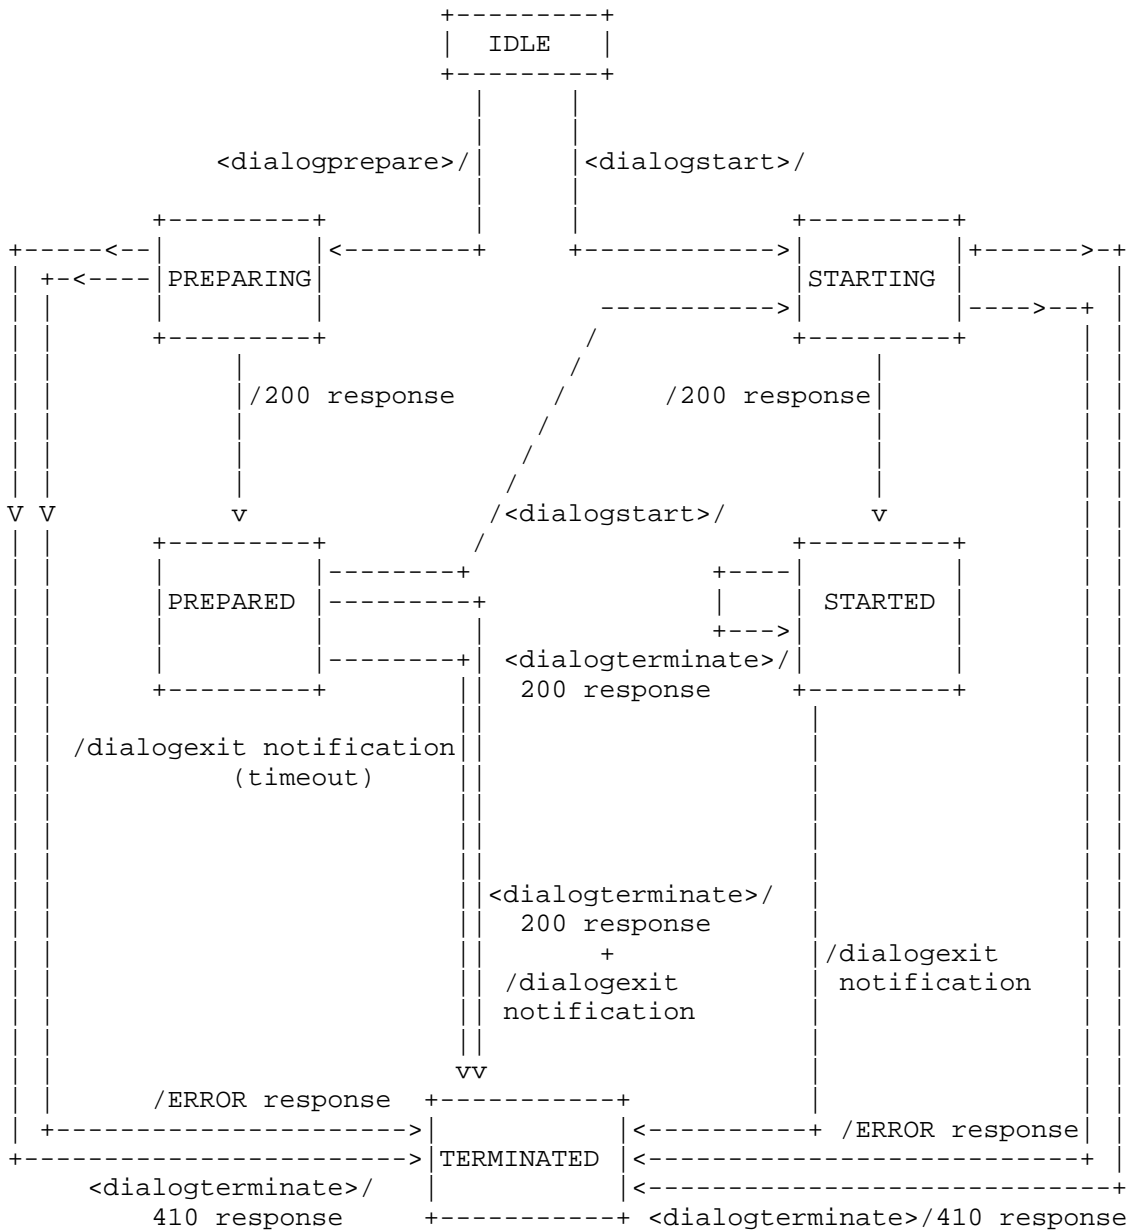 IDLE
<dialogprepare>/ <dialogstart>/
PREPARING STARTING
/200 response /200 response
/<dialogstart>/
PREPARED STARTED
<dialogterminate>/
200 response
/dialogexit notification
(timeout)
<dialogterminate>/
200 response
+ /dialogexit
/dialogexit notification
notification
/ERROR response
/ERROR response
TERMINATED
<dialogterminate>/
410 response <dialogterminate>/410 response